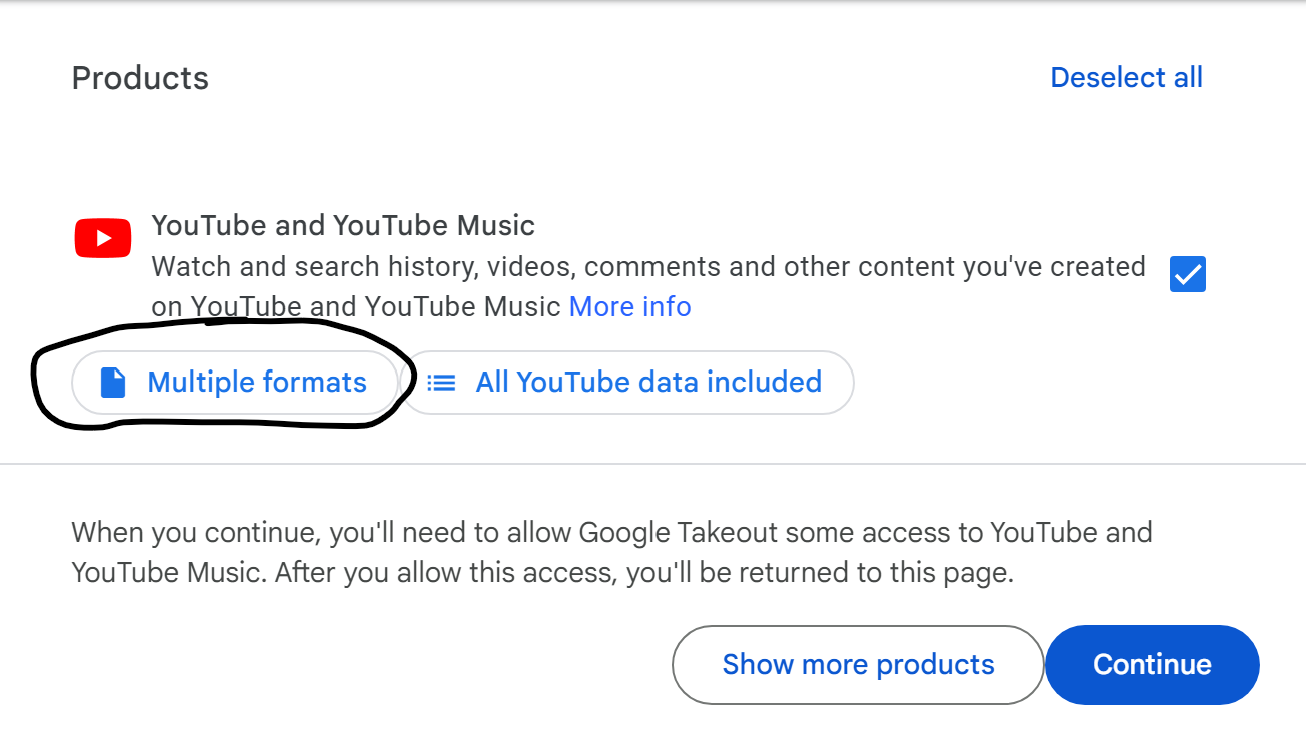 Products
Deselect all
YouTube and YouTube Music
Watch and search history, videos, comments and other content you've created
on YouTube and YouTube Music More info
Multiple formats
All YouTube data included
When you continue, you'll need to allow Google Takeout some access to YouTube and
YouTube Music. After you allow this access, you'll be returned to this page.
Show more products
Continue